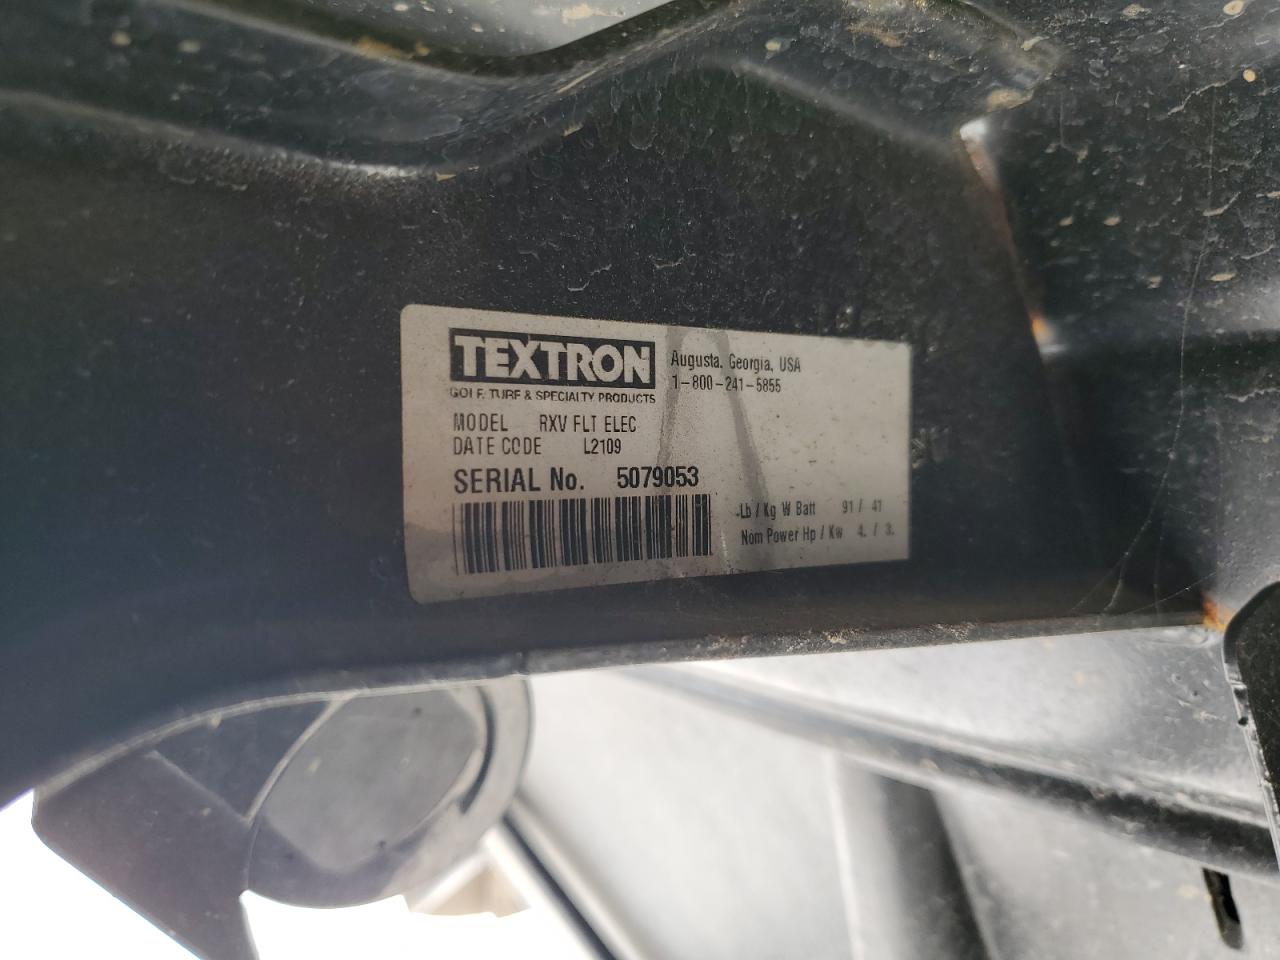 TEXTRON
GOLF, TURF & SPECIALTY PRODUCTS
Augusta, Georgia, USA
1-800-241-5855
MODEL RXV FLT ELEC
DATE CODE L2109
SERIAL No. 5079053
Lb / Kg W Batt 91 / 41
Nom Power Hp / Kw 4. / 3.